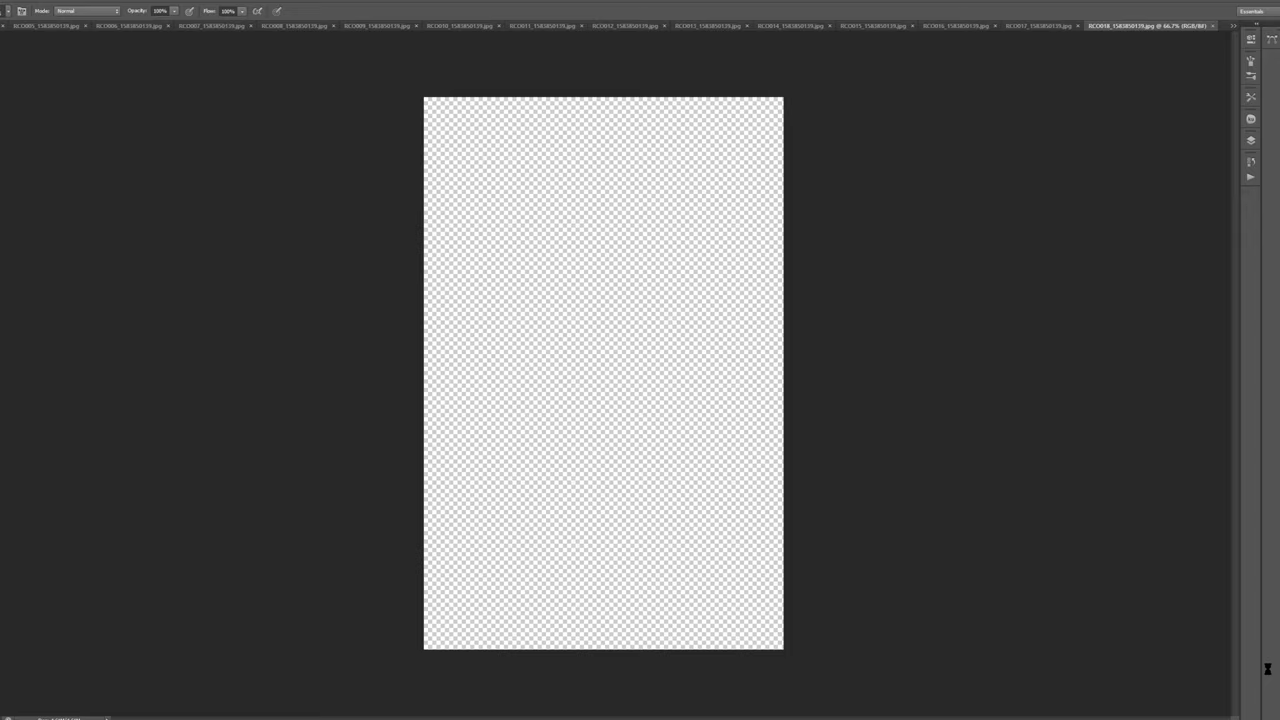 Mode: Normal Opacity: 100% Flow: 100% Essentials
RCO005_1583850139.jpg × RCO006_1583850139.jpg × RCO007_1583850139.jpg × RCO008_1583850139.jpg × RCO009_1583850139.jpg × RCO010_1583850139.jpg × RCO011_1583850139.jpg × RCO012_1583850139.jpg × RCO013_1583850139.jpg × RCO014_1583850139.jpg × RCO015_1583850139.jpg × RCO016_1583850139.jpg × RCO017_1583850139.jpg × RCO018_1583850139.jpg @ 66.7% (RGB/8#) ×